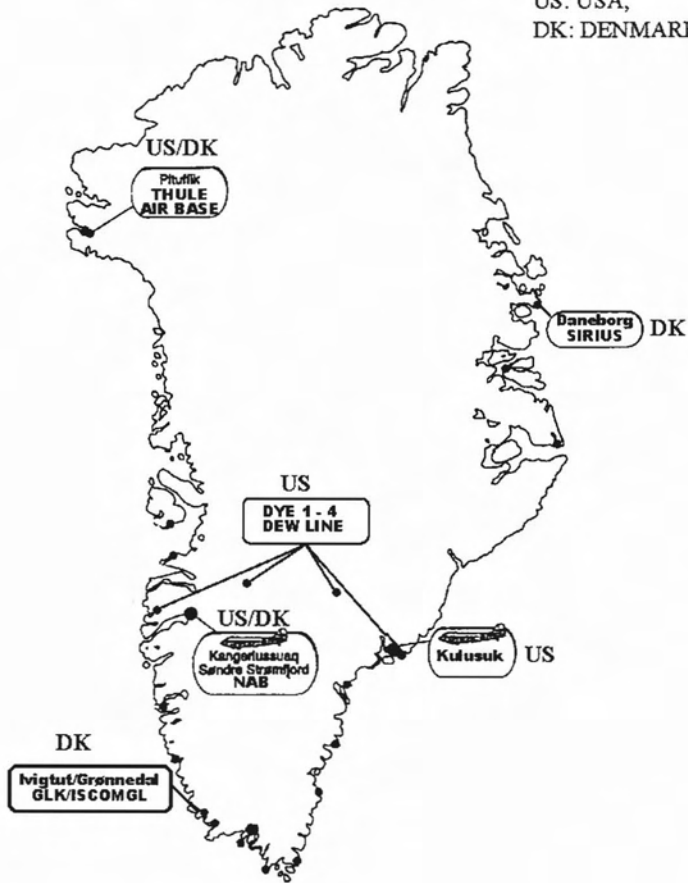 US: USA,
DK: DENMARK
US/DK
Pituffik
THULE
AIR BASE
Daneborg
SIRIUS
DK
US
DYE 1 - 4
DEW LINE
US/DK
Kangerlussuaq
Søndre Strømfjord
NAB
Kulusuk
US
DK
Ivigtut/Grønnedal
GLK/ISCOMGL